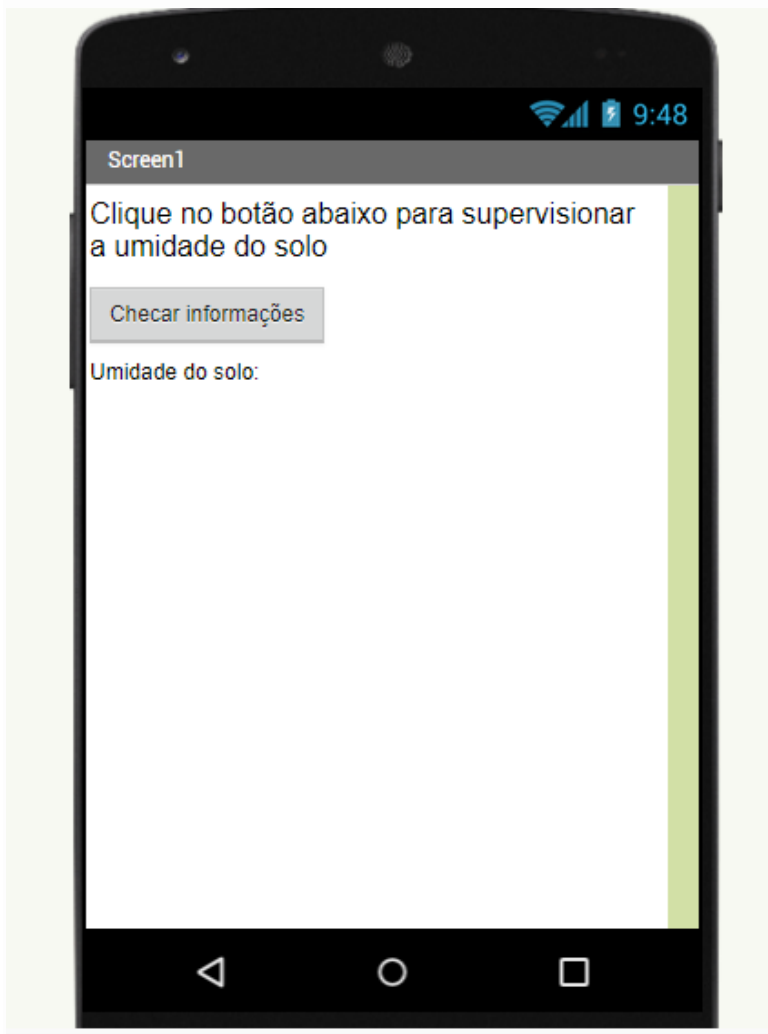 9:48
Screen1
Clique no botão abaixo para supervisionar
a umidade do solo
Checar informações
Umidade do solo: